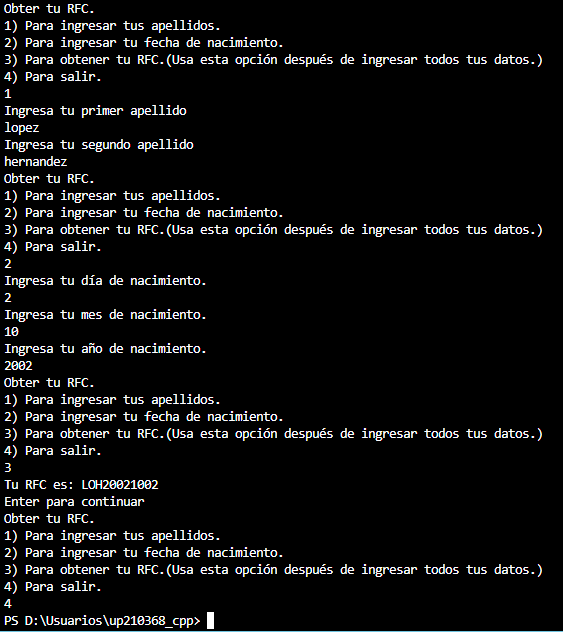 Obter tu RFC.
1) Para ingresar tus apellidos.
2) Para ingresar tu fecha de nacimiento.
3) Para obtener tu RFC.(Usa esta opción después de ingresar todos tus datos.)
4) Para salir.
1
Ingresa tu primer apellido
lopez
Ingresa tu segundo apellido
hernandez
Obter tu RFC.
1) Para ingresar tus apellidos.
2) Para ingresar tu fecha de nacimiento.
3) Para obtener tu RFC.(Usa esta opción después de ingresar todos tus datos.)
4) Para salir.
2
Ingresa tu día de nacimiento.
2
Ingresa tu mes de nacimiento.
10
Ingresa tu año de nacimiento.
2002
Obter tu RFC.
1) Para ingresar tus apellidos.
2) Para ingresar tu fecha de nacimiento.
3) Para obtener tu RFC.(Usa esta opción después de ingresar todos tus datos.)
4) Para salir.
3
Tu RFC es: LOH20021002
Enter para continuar
Obter tu RFC.
1) Para ingresar tus apellidos.
2) Para ingresar tu fecha de nacimiento.
3) Para obtener tu RFC.(Usa esta opción después de ingresar todos tus datos.)
4) Para salir.
4
PS D:\Usuarios\up210368_cpp>